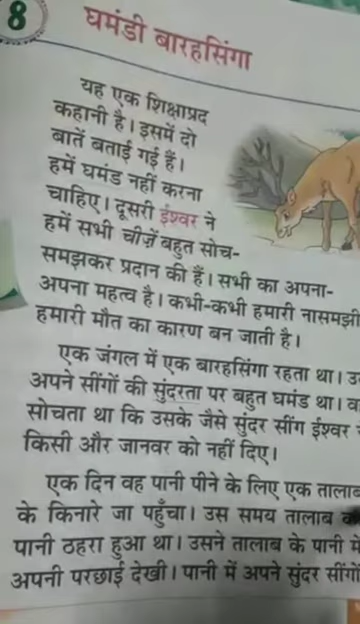 8
घमंडी बारहसिंगा
यह एक शिक्षाप्रद
कहानी है। इसमें दो
बातें बताई गई हैं।
हमें घमंड नहीं करना
चाहिए। दूसरी ईश्वर ने
हमें सभी चीज़ें बहुत सोच-
समझकर प्रदान की हैं। सभी का अपना-
अपना महत्व है। कभी-कभी हमारी नासमझी
हमारी मौत का कारण बन जाती है।
एक जंगल में एक बारहसिंगा रहता था।
अपने सींगों की सुंदरता पर बहुत घमंड था।
सोचता था कि उसके जैसे सुंदर सींग ईश्वर
किसी और जानवर को नहीं दिए।
एक दिन वह पानी पीने के लिए एक तालाब
के किनारे जा पहुँचा। उस समय तालाब
पानी ठहरा हुआ था। उसने तालाब के पानी में
अपनी परछाई देखी। पानी में अपने सुंदर सींगों